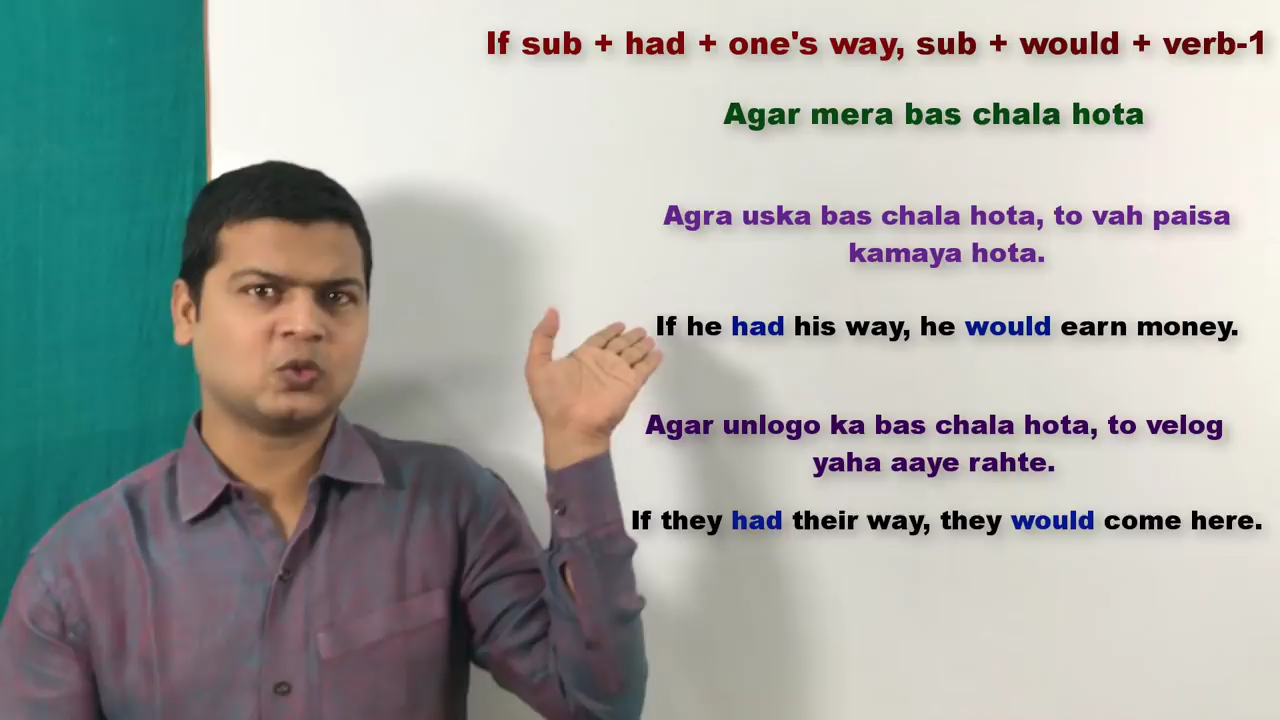 If sub + had + one's way, sub + would + verb-1
Agar mera bas chala hota
Agra uska bas chala hota, to vah paisa
kamaya hota.
If he had his way, he would earn money.
Agar unlogo ka bas chala hota, to velog
yaha aaye rahte.
If they had their way, they would come here.